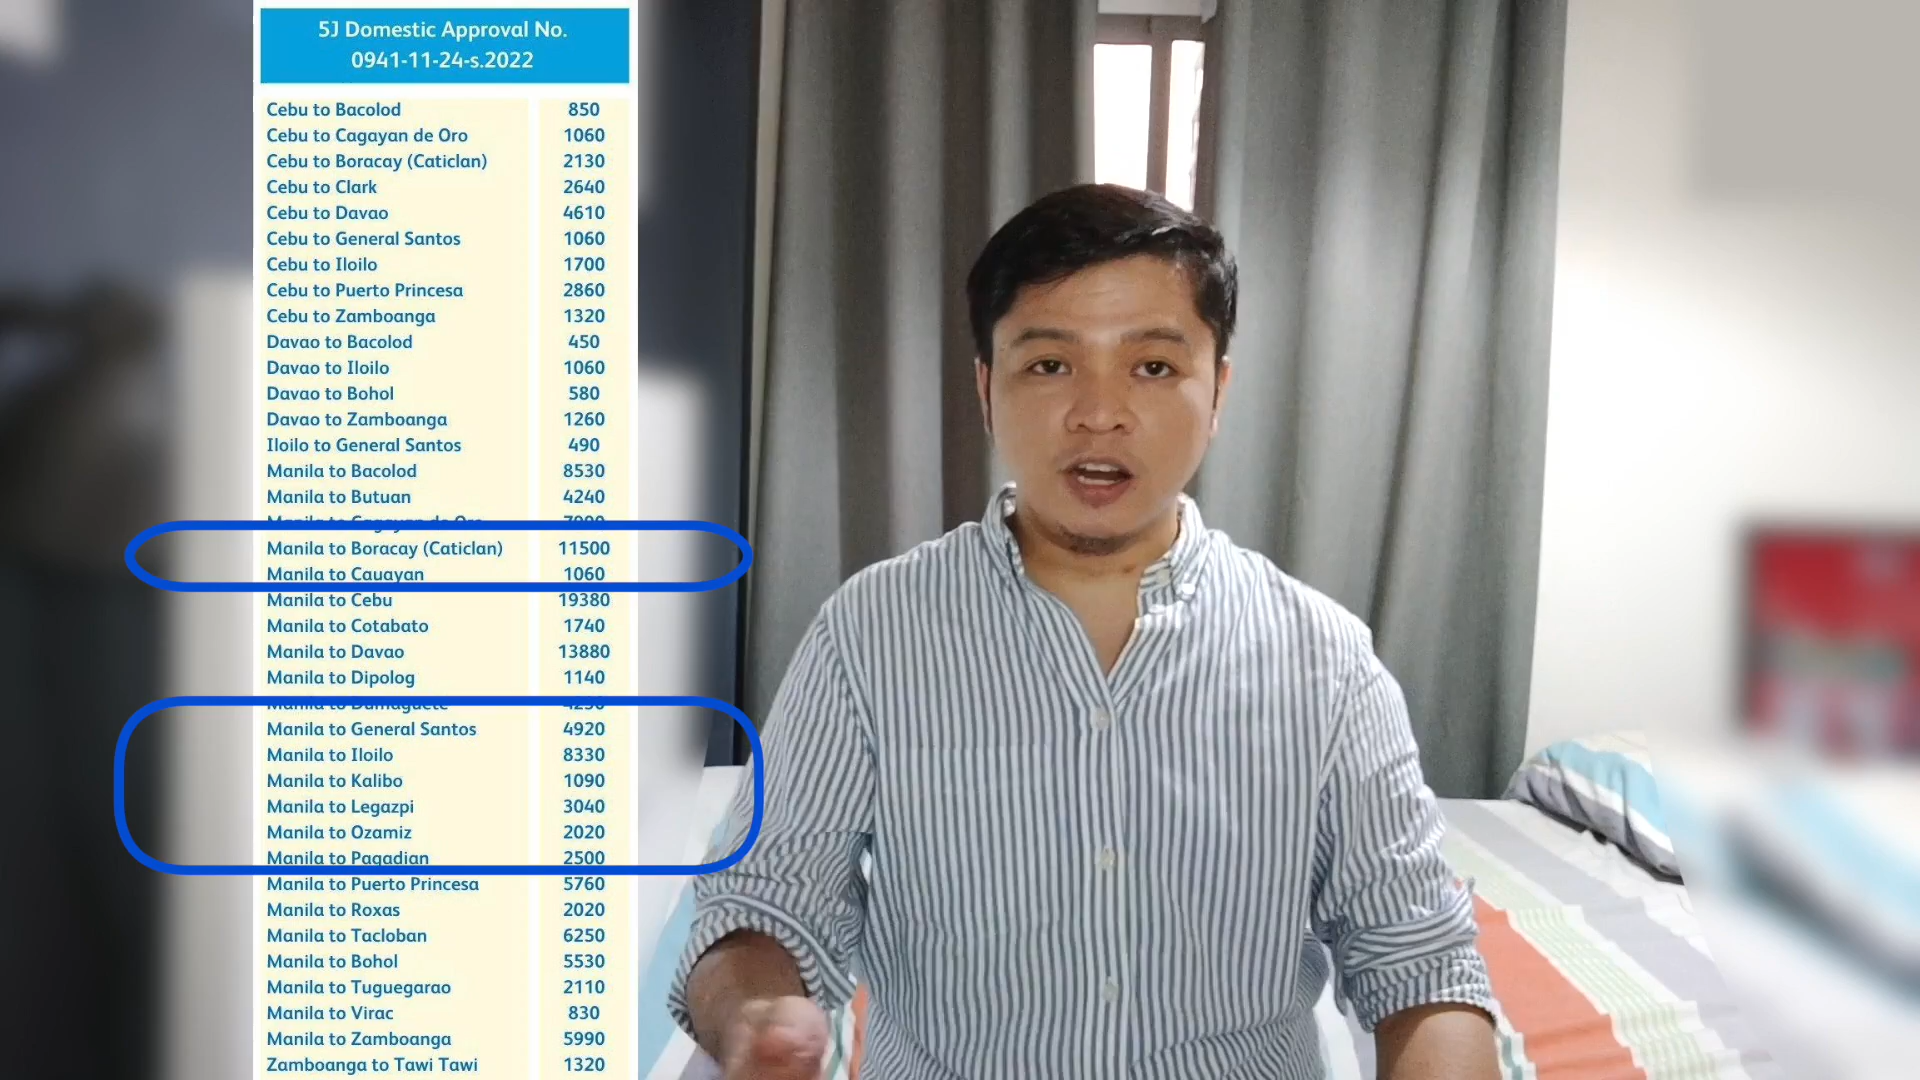 5J Domestic Approval No.
0941-11-24-s.2022
Cebu to Bacolod 850
Cebu to Cagayan de Oro 1060
Cebu to Boracay (Caticlan) 2130
Cebu to Clark 2640
Cebu to Davao 4610
Cebu to General Santos 1060
Cebu to Iloilo 1700
Cebu to Puerto Princesa 2860
Cebu to Zamboanga 1320
Davao to Bacolod 450
Davao to Iloilo 1060
Davao to Bohol 580
Davao to Zamboanga 1260
Iloilo to General Santos 490
Manila to Bacolod 8530
Manila to Butuan 4240
Manila to Cagayan de Oro
Manila to Boracay (Caticlan) 11500
Manila to Cauayan 1060
Manila to Cebu 19380
Manila to Cotabato 1740
Manila to Davao 13880
Manila to Dipolog 1140
Manila to Dumaguete
Manila to General Santos 4920
Manila to Iloilo 8330
Manila to Kalibo 1090
Manila to Legazpi 3040
Manila to Ozamiz 2020
Manila to Pagadian 2500
Manila to Puerto Princesa 5760
Manila to Roxas 2020
Manila to Tacloban 6250
Manila to Bohol 5530
Manila to Tuguegarao 2110
Manila to Virac 830
Manila to Zamboanga 5990
Zamboanga to Tawi Tawi 1320